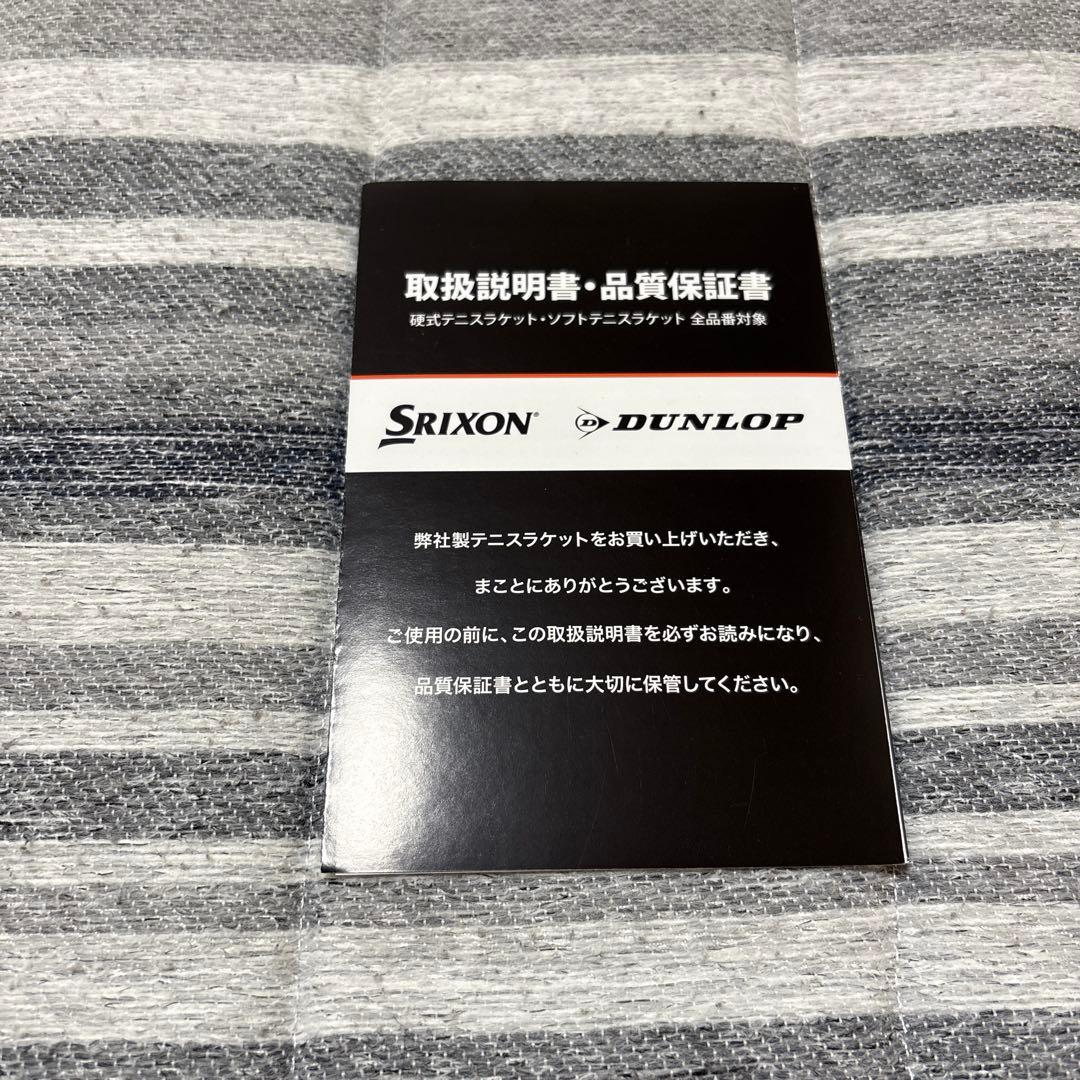 取扱説明書・品質保証書
硬式テニスラケット・ソフトテニスラケット 全品番対象
SRIXON® DUNLOP
弊社製テニスラケットをお買い上げいただき、
まことにありがとうございます。
ご使用の前に、この取扱説明書を必ずお読みになり、
品質保証書とともに大切に保管してください。